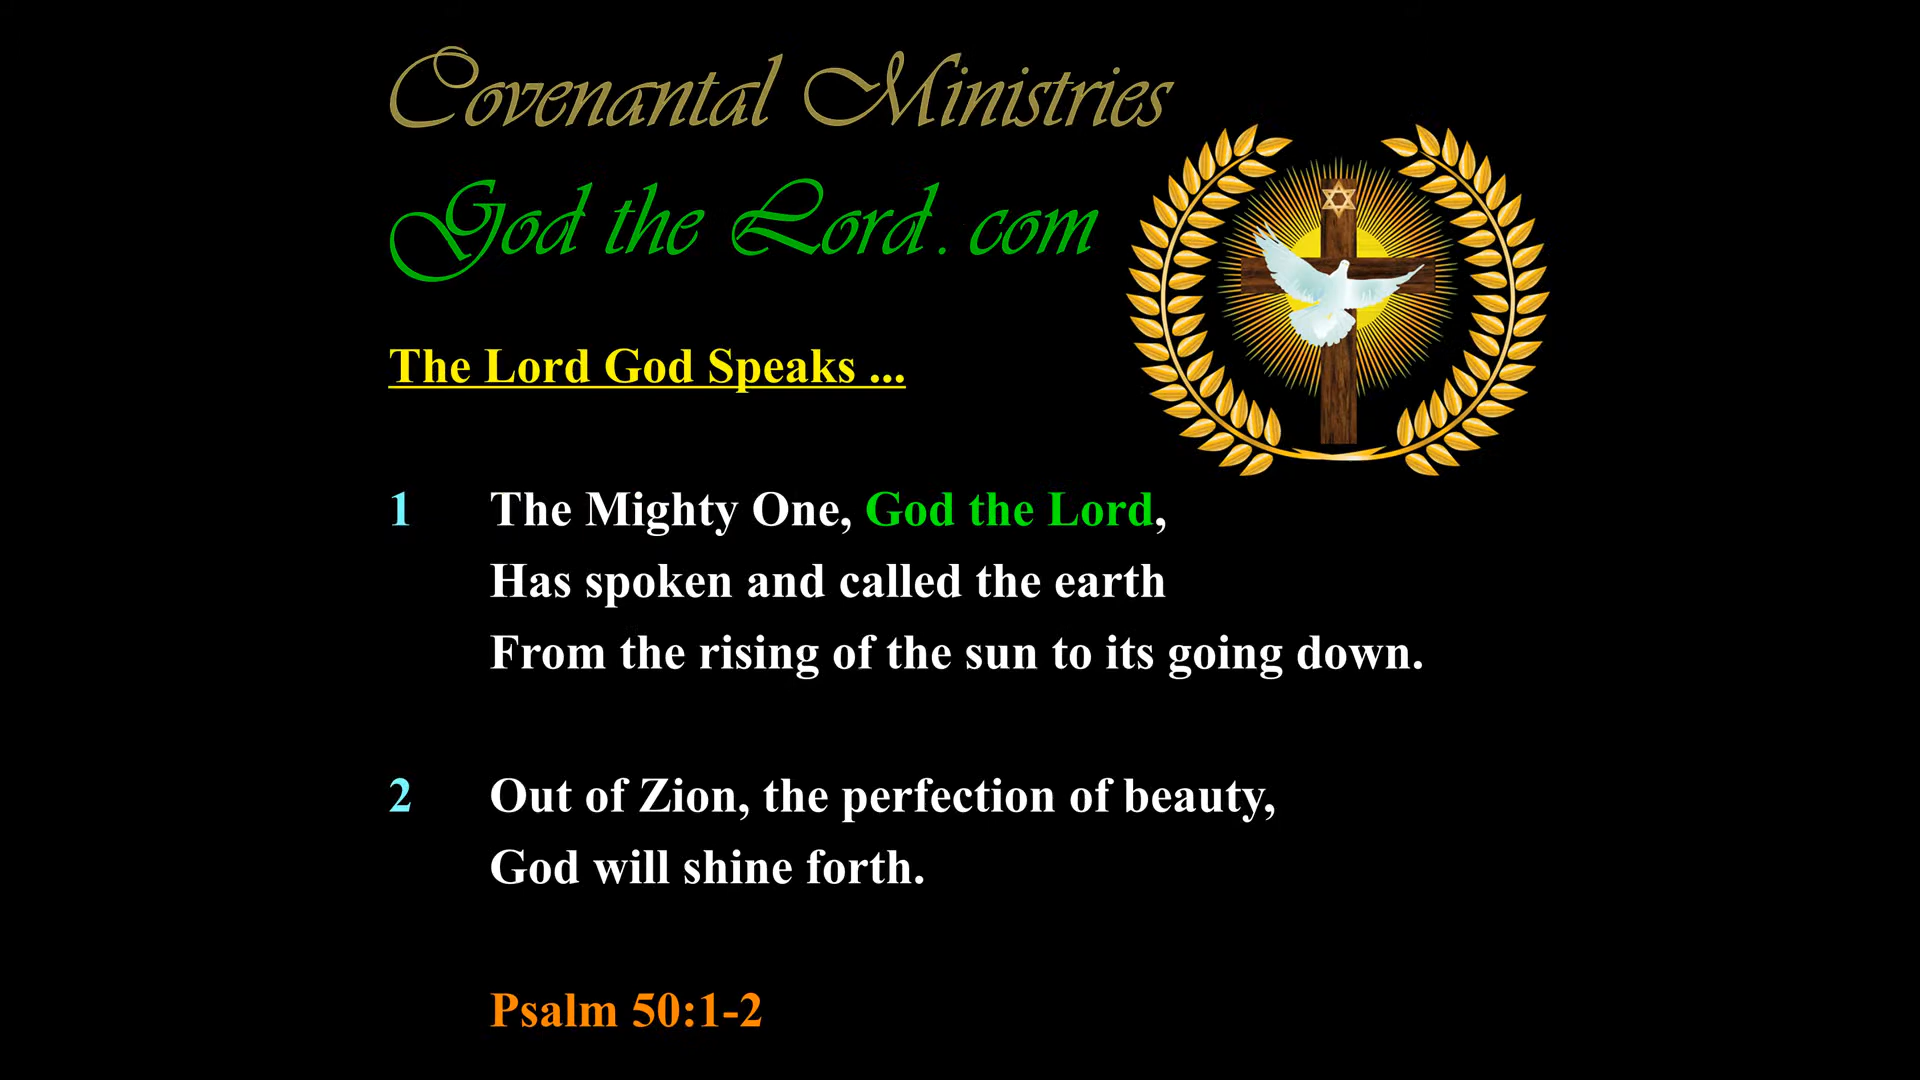 Covenantal Ministries
God the Lord.com
The Lord God Speaks ...
1 The Mighty One, God the Lord,
Has spoken and called the earth
From the rising of the sun to its going down.
2 Out of Zion, the perfection of beauty,
God will shine forth.
Psalm 50:1-2